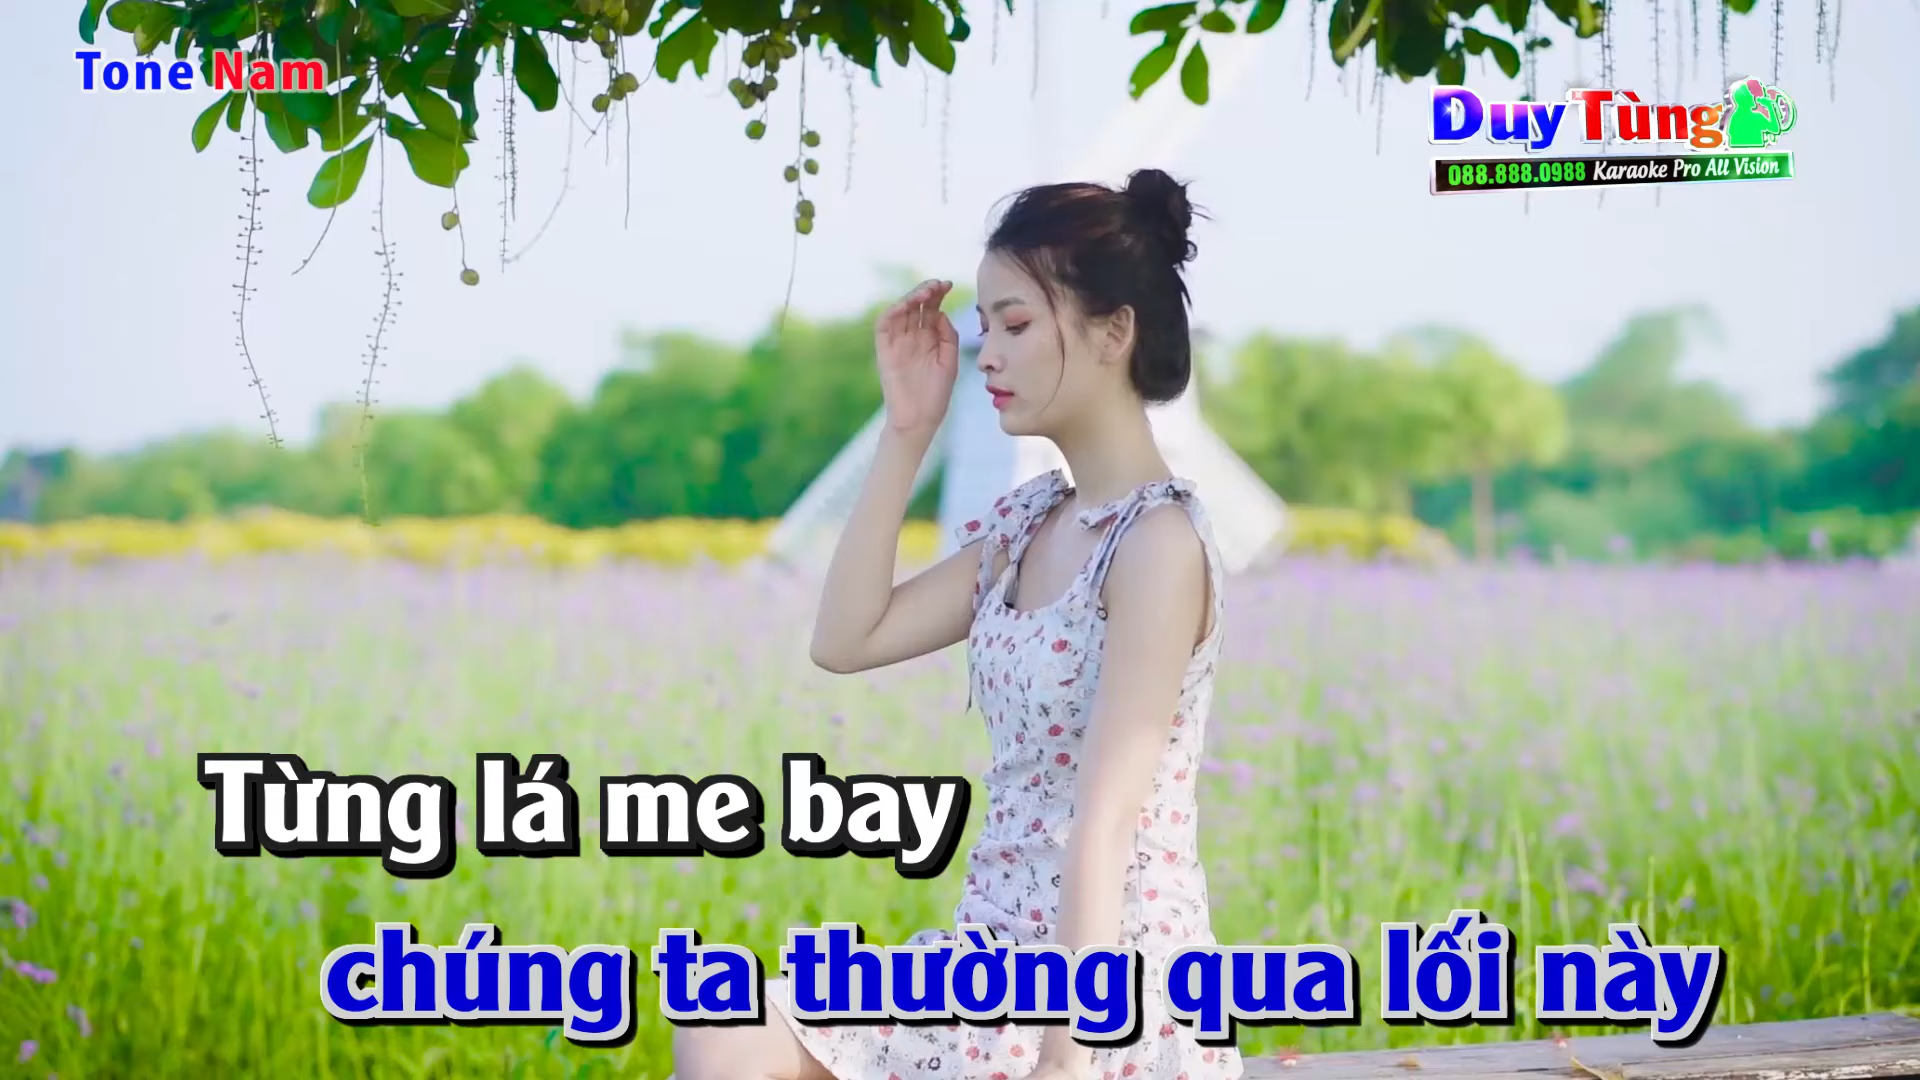 Tone Nam
Duy Tùng
088.888.0988 Karaoke Pro All Vision
Từng lá me bay
chúng ta thường qua lối này